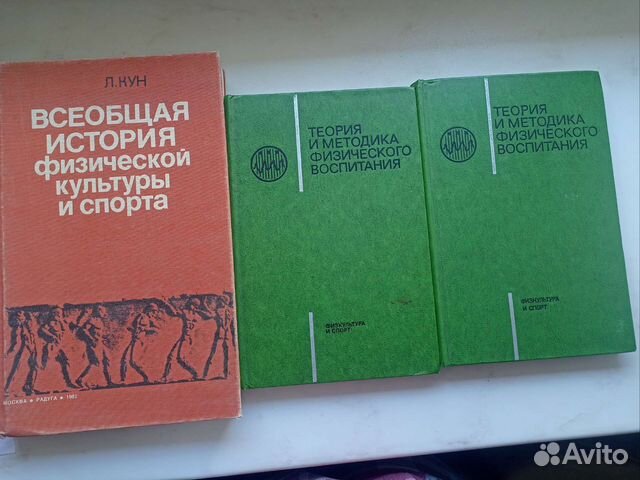 Л. КУН
ВСЕОБЩАЯ
ИСТОРИЯ
физической
культуры
и спорта
МОСКВА • РАДУГА • 1982
ТЕОРИЯ
И МЕТОДИКА
ФИЗИЧЕСКОГО
ВОСПИТАНИЯ
ФИЗКУЛЬТУРА
И СПОРТ
ТЕОРИЯ
И МЕТОДИКА
ФИЗИЧЕСКОГО
ВОСПИТАНИЯ
ФИЗКУЛЬТУРА
И СПОРТ
Avito